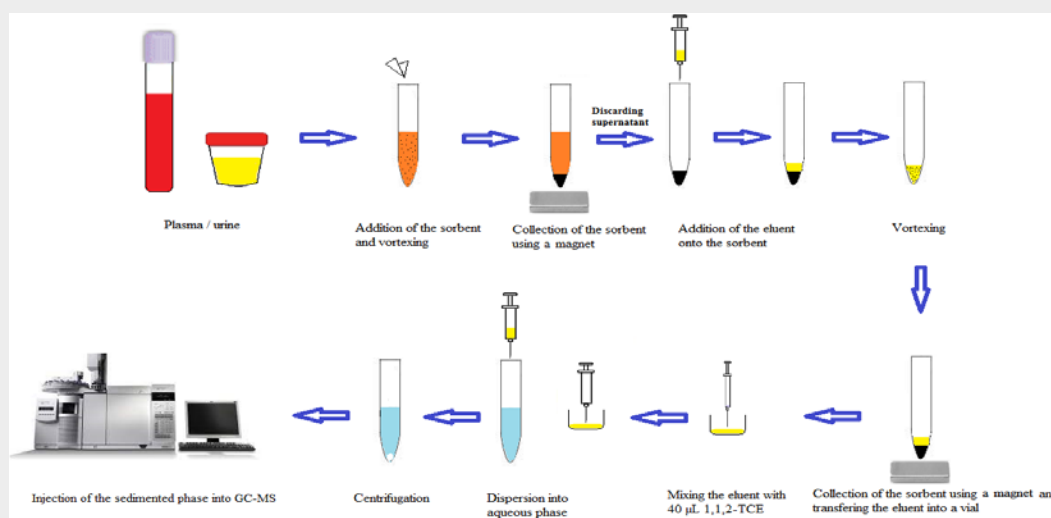 Discarding
supernatant
Plasma / urine
Addition of the sorbent
and vortexing
Collection of the sorbent
using a magnet
Addition of the eluent
onto the sorbent
Vortexing
Collection of the sorbent using a magnet an
transfering the eluent into a vial
Mixing the eluent with
40 µL 1,1,2-TCE
Dispersion into
aqueous phase
Centrifugation
Injection of the sedimented phase into GC-MS